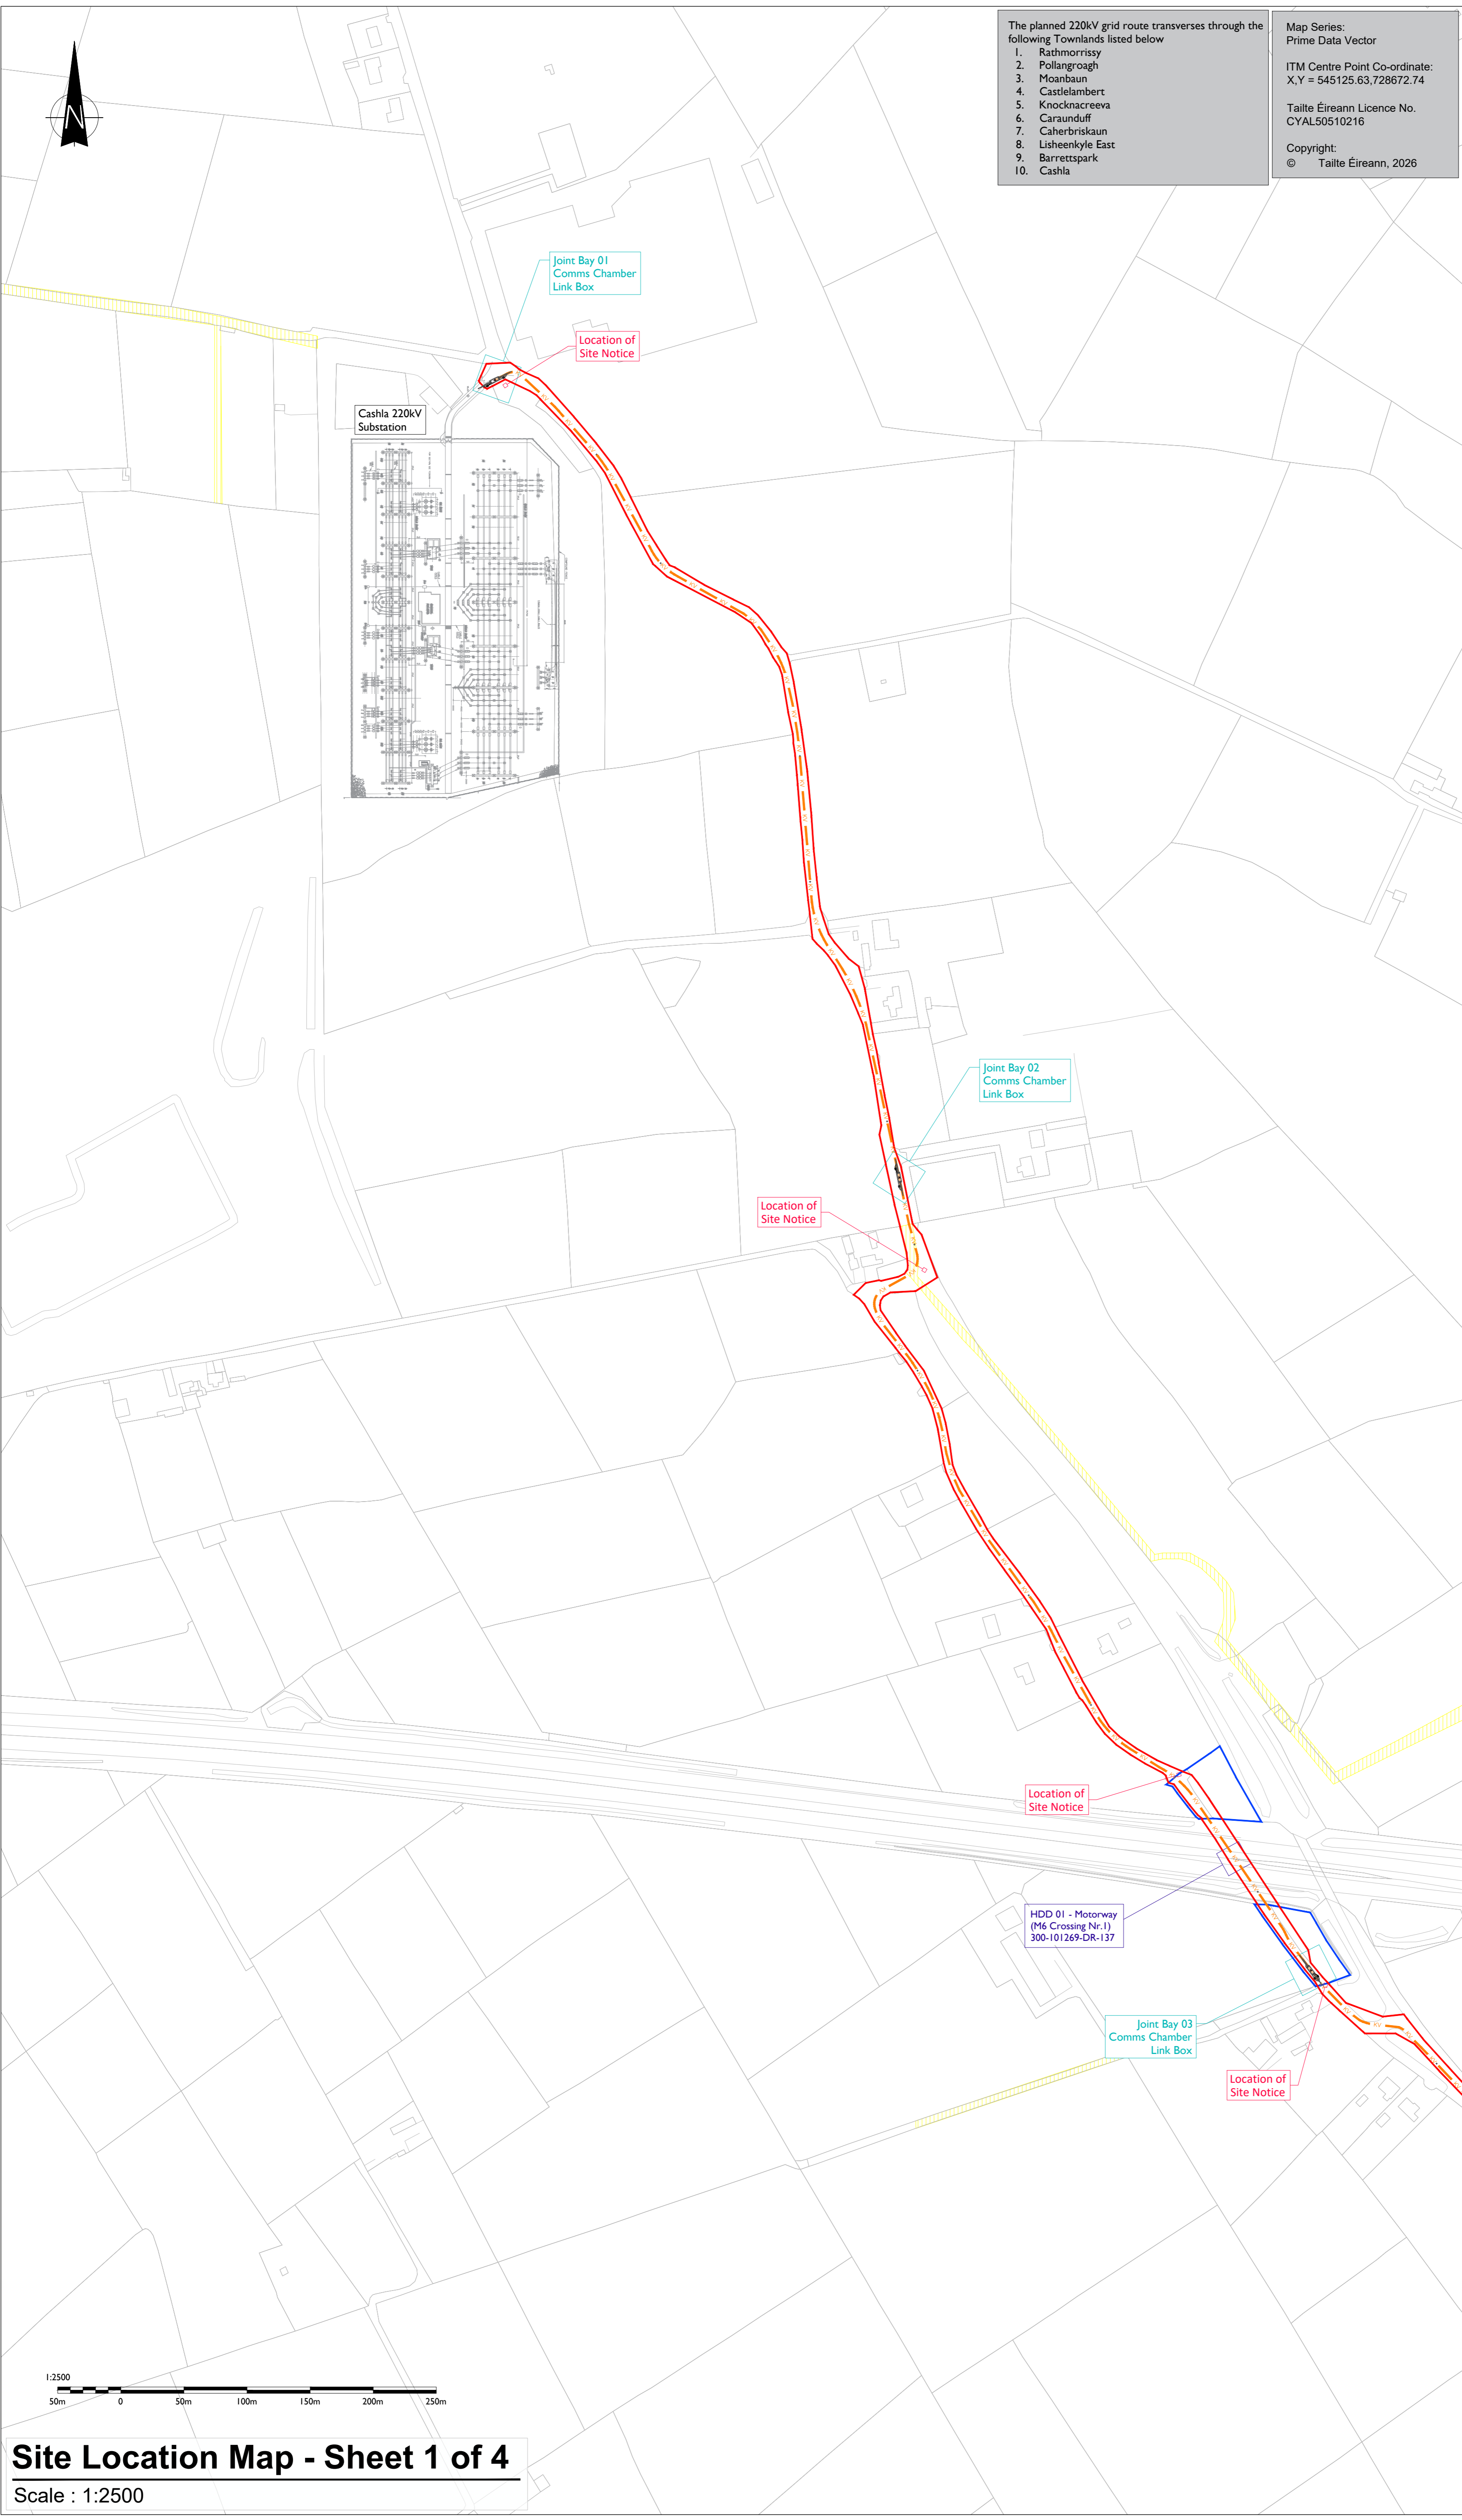 The planned 220kV grid route transverses through the
following Townlands listed below
1. Rathmorrissy
2. Pollangroagh
3. Moanbaun
4. Castlelambert
5. Knocknacreeva
6. Caraunduff
7. Caherbriskaun
8. Lisheenkyle East
9. Barrettspark
10. Cashla
Map Series:
Prime Data Vector
ITM Centre Point Co-ordinate:
X,Y = 545125.63,728672.74
Tailte Éireann Licence No.
CYAL50510216
Copyright:
© Tailte Éireann, 2026
N
Joint Bay 01
Comms Chamber
Link Box
Location of
Site Notice
Cashla 220kV
Substation
Joint Bay 02
Comms Chamber
Link Box
Location of
Site Notice
Location of
Site Notice
HDD 01 - Motorway
(M6 Crossing Nr.1)
300-101269-DR-137
Joint Bay 03
Comms Chamber
Link Box
Location of
Site Notice
1:2500
50m 0 50m 100m 150m 200m 250m
Site Location Map - Sheet 1 of 4
Scale : 1:2500